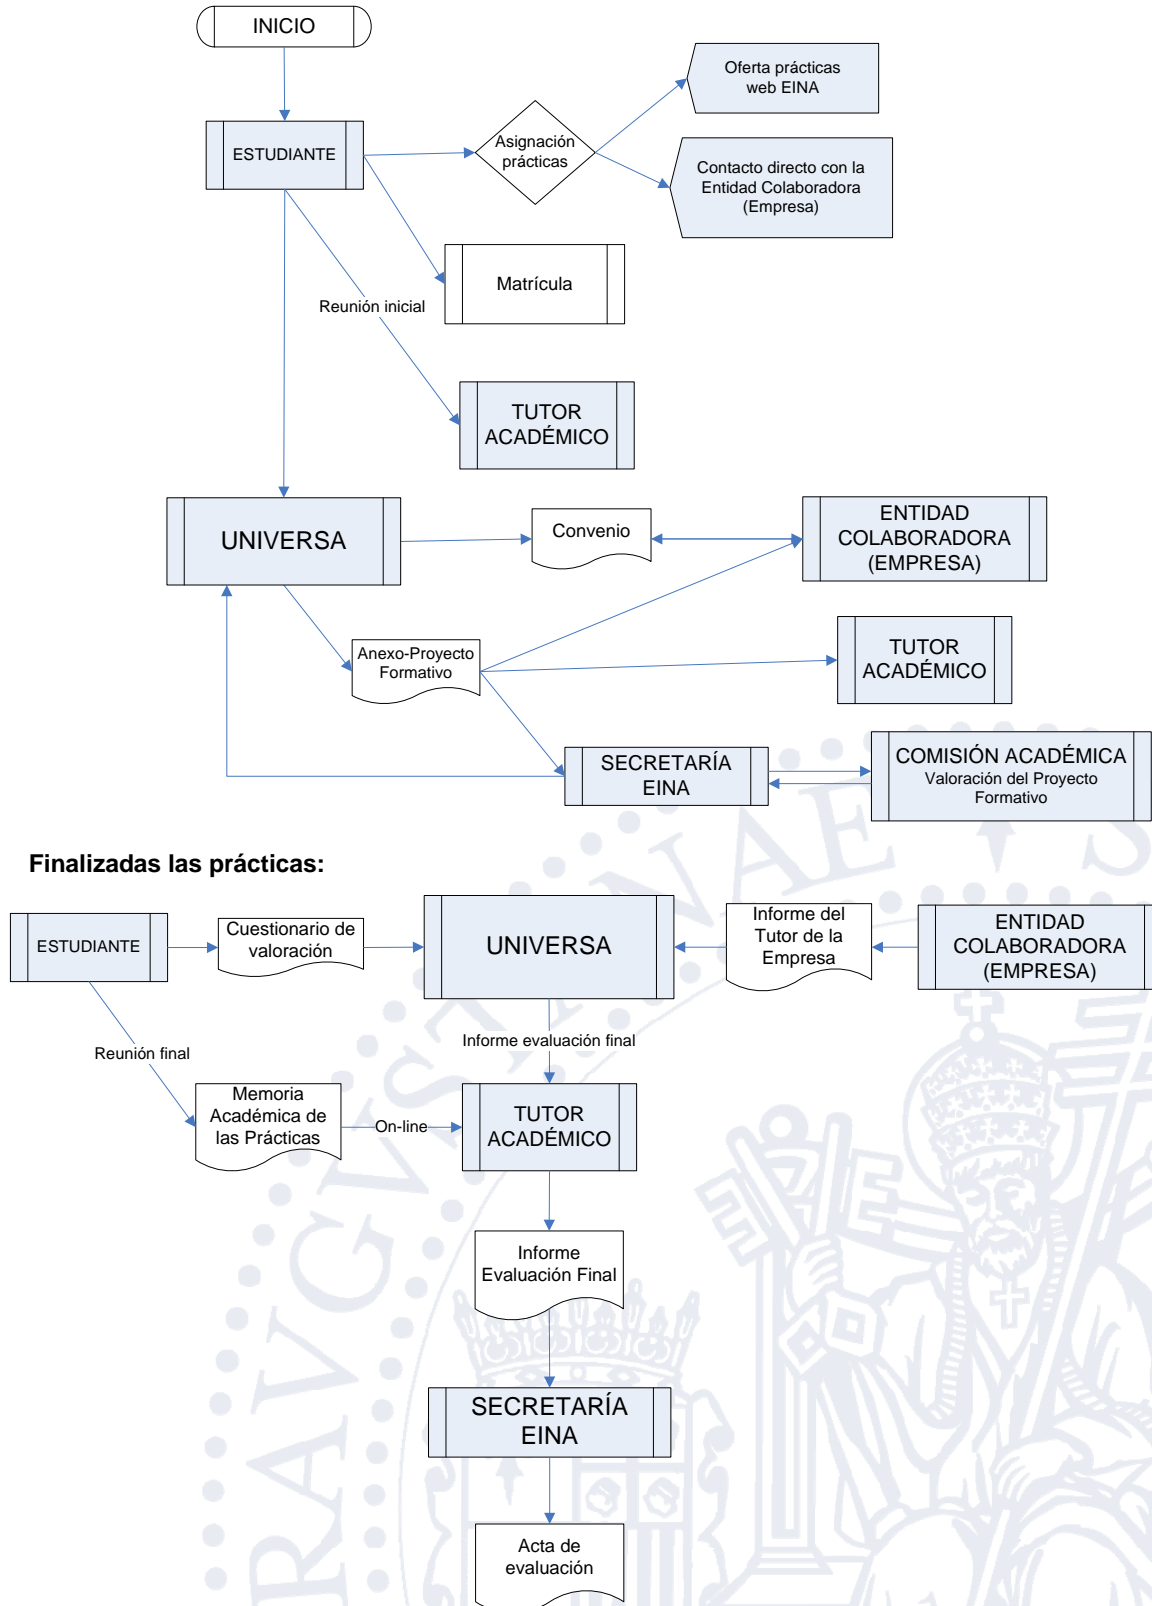 INICIO
Oferta prácticas
web EINA
ESTUDIANTE
Asignación
prácticas
Contacto directo con la
Entidad Colaboradora
(Empresa)
Matrícula
Reunión inicial
TUTOR
ACADÉMICO
UNIVERSA
Convenio
ENTIDAD
COLABORADORA
(EMPRESA)
Anexo-Proyecto
Formativo
TUTOR
ACADÉMICO
SECRETARÍA
EINA
COMISIÓN ACADÉMICA
Valoración del Proyecto
Formativo
Finalizadas las prácticas:
ESTUDIANTE
Cuestionario de
valoración
UNIVERSA
Informe del
Tutor de la
Empresa
ENTIDAD
COLABORADORA
(EMPRESA)
Reunión final
Informe evaluación final
Memoria
Académica de
las Prácticas
On-line
TUTOR
ACADÉMICO
Informe
Evaluación Final
SECRETARÍA
EINA
Acta de
evaluación